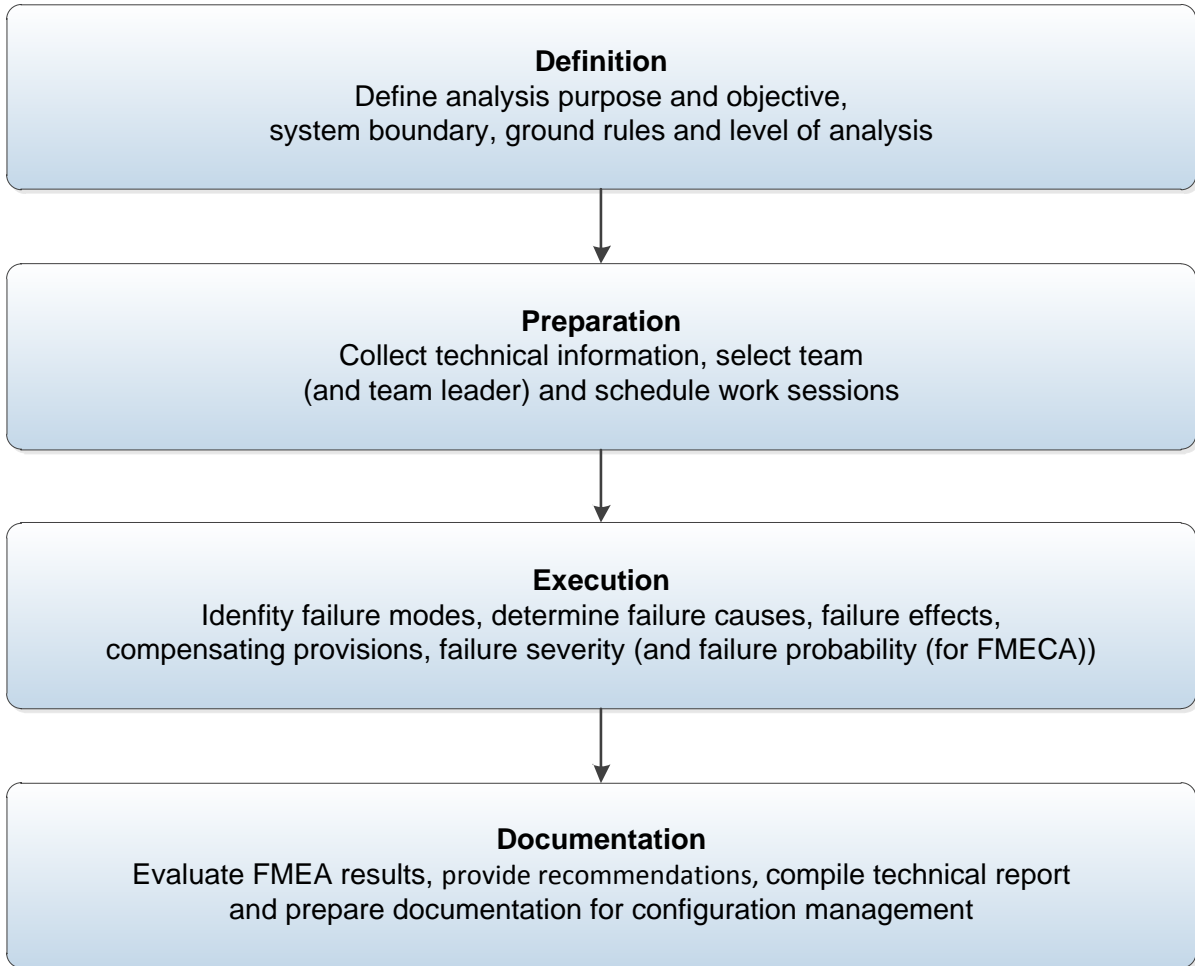 Definition
Define analysis purpose and objective,
system boundary, ground rules and level of analysis
Preparation
Collect technical information, select team
(and team leader) and schedule work sessions
Execution
Idenfity failure modes, determine failure causes, failure effects,
compensating provisions, failure severity (and failure probability (for FMECA))
Documentation
Evaluate FMEA results, provide recommendations, compile technical report
and prepare documentation for configuration management